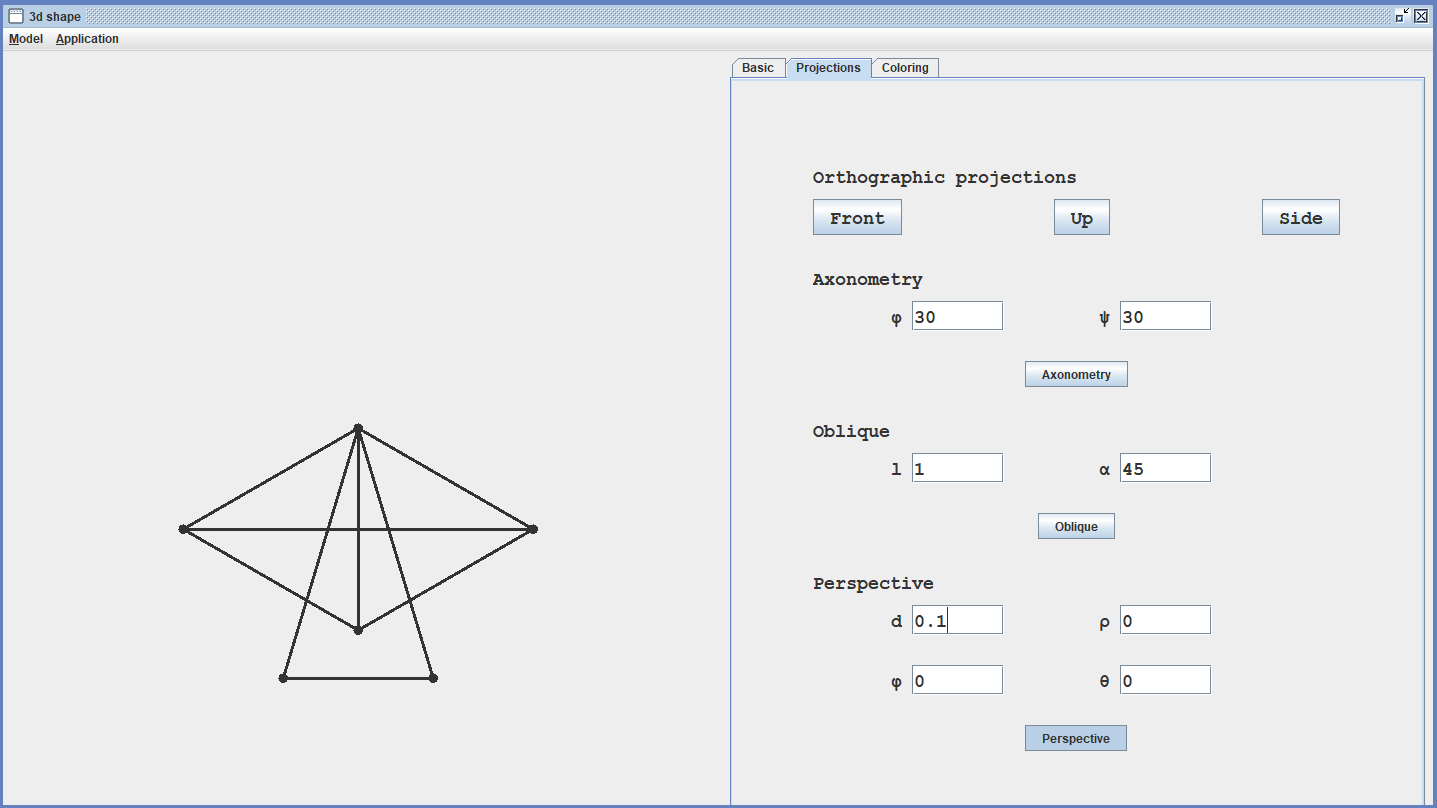 3d shape
Model Application
Basic Projections Coloring
Orthographic projections
Front Up Side
Axonometry
φ 30 ψ 30
Axonometry
Oblique
l 1 α 45
Oblique
Perspective
d 0.1 ρ 0
φ 0 θ 0
Perspective